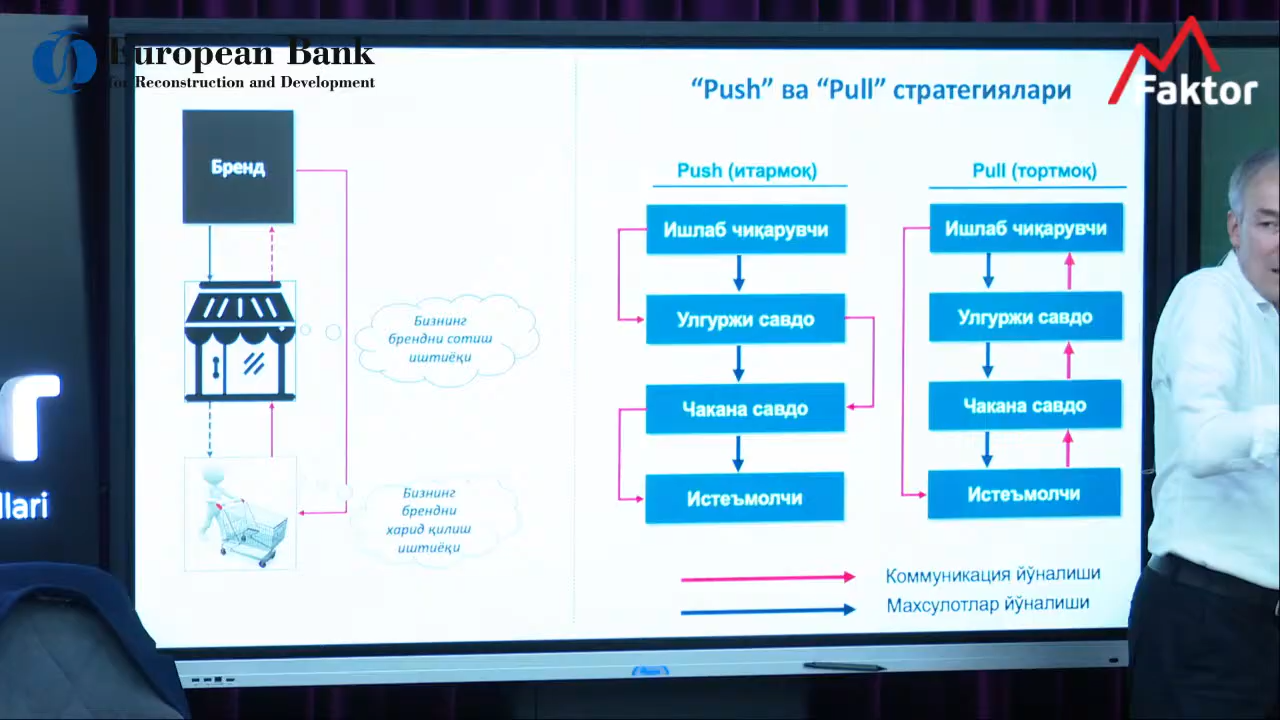 European Bank
for Reconstruction and Development
Faktor
“Push” ва “Pull” стратегиялари
Бренд
Бизнинг
брендни сотиш
иштиёқи
Бизнинг
брендни
харид қилиш
иштиёқи
Push (итармоқ)
Ишлаб чиқарувчи
Улгуржи савдо
Чакана савдо
Истеъмолчи
Pull (тортмоқ)
Ишлаб чиқарувчи
Улгуржи савдо
Чакана савдо
Истеъмолчи
Коммуникация йўналиши
Махсулотлар йўналиши
llari